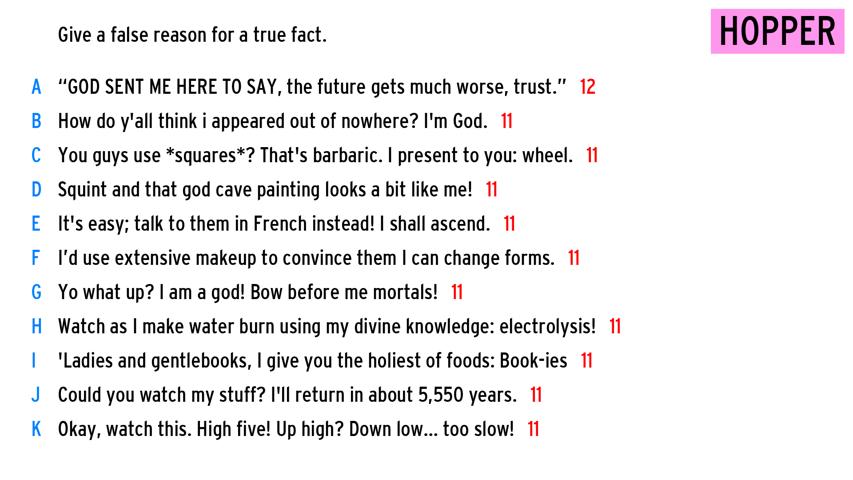 Give a false reason for a true fact.
HOPPER
A “GOD SENT ME HERE TO SAY, the future gets much worse, trust.” 12
B How do y'all think i appeared out of nowhere? I'm God. 11
C You guys use *squares*? That's barbaric. I present to you: wheel. 11
D Squint and that god cave painting looks a bit like me! 11
E It's easy; talk to them in French instead! I shall ascend. 11
F I’d use extensive makeup to convince them I can change forms. 11
G Yo what up? I am a god! Bow before me mortals! 11
H Watch as I make water burn using my divine knowledge: electrolysis! 11
I 'Ladies and gentlebooks, I give you the holiest of foods: Book-ies 11
J Could you watch my stuff? I'll return in about 5,550 years. 11
K Okay, watch this. High five! Up high? Down low... too slow! 11